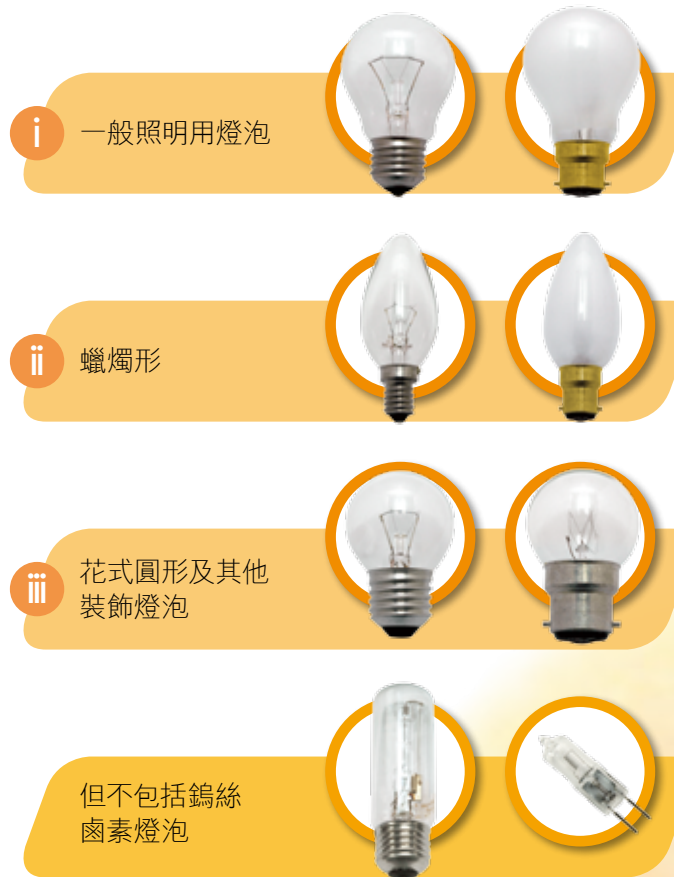 i
一般照明用燈泡
ii
蠟燭形
iii
花式圓形及其他
裝飾燈泡
但不包括鎢絲
鹵素燈泡